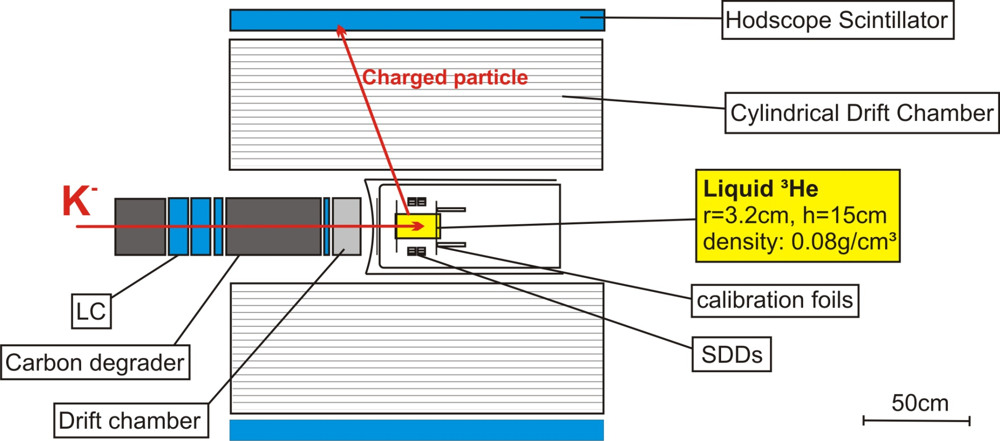 Hodscope Scintillator
Charged particle
Cylindrical Drift Chamber
K⁻
Liquid ³He
r=3.2cm, h=15cm
density: 0.08g/cm³
LC
calibration foils
Carbon degrader
SDDs
Drift chamber
50cm